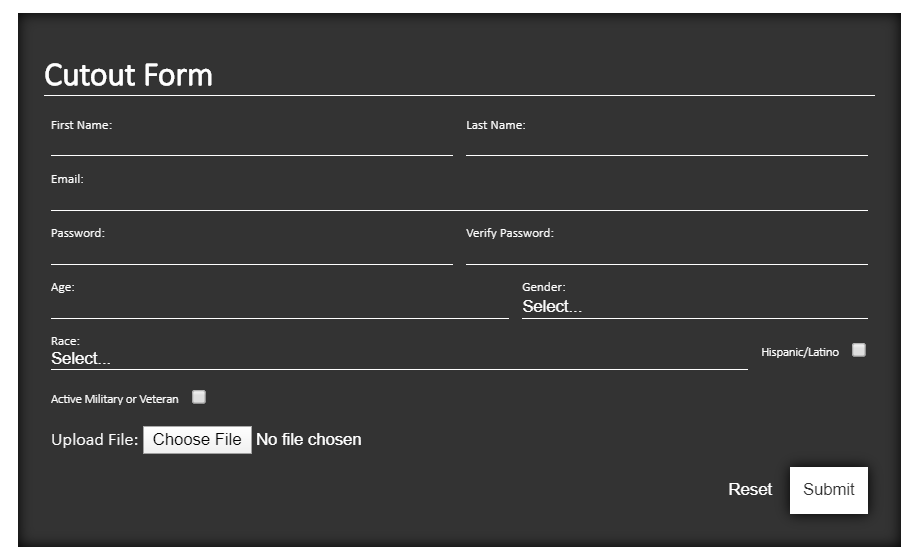 Cutout Form
First Name: Last Name:
Email:
Password: Verify Password:
Age: Gender:
Select...
Race:
Select...
Hispanic/Latino
Active Military or Veteran
Upload File: Choose File No file chosen
Reset Submit